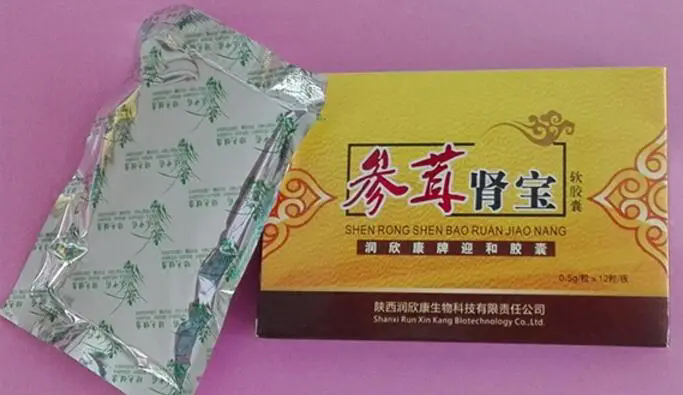 参茸肾宝
软胶囊
SHEN RONG SHEN BAO RUAN JIAO NANG
润欣康牌迎和胶囊
0.5g/粒×12粒/板
陕西润欣康生物科技有限责任公司
Shanxi Run Xin Kang Biotechnology Co.,Ltd.